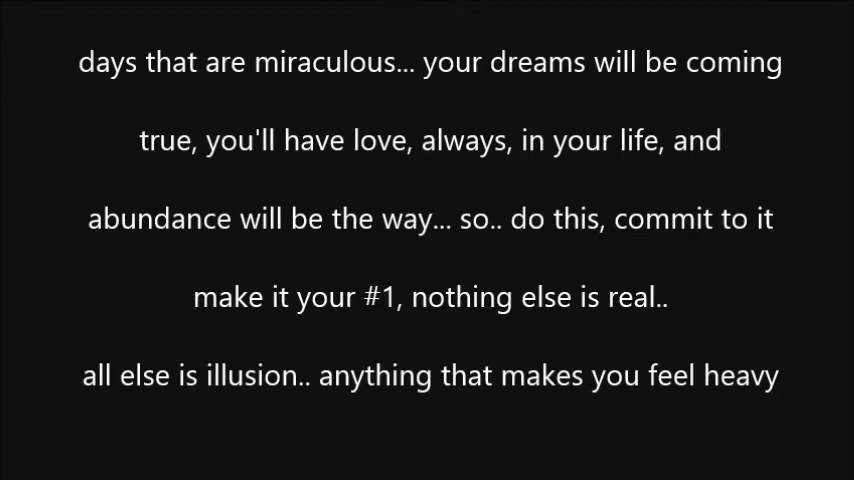 days that are miraculous... your dreams will be coming
true, you'll have love, always, in your life, and
abundance will be the way... so.. do this, commit to it
make it your #1, nothing else is real..
all else is illusion.. anything that makes you feel heavy